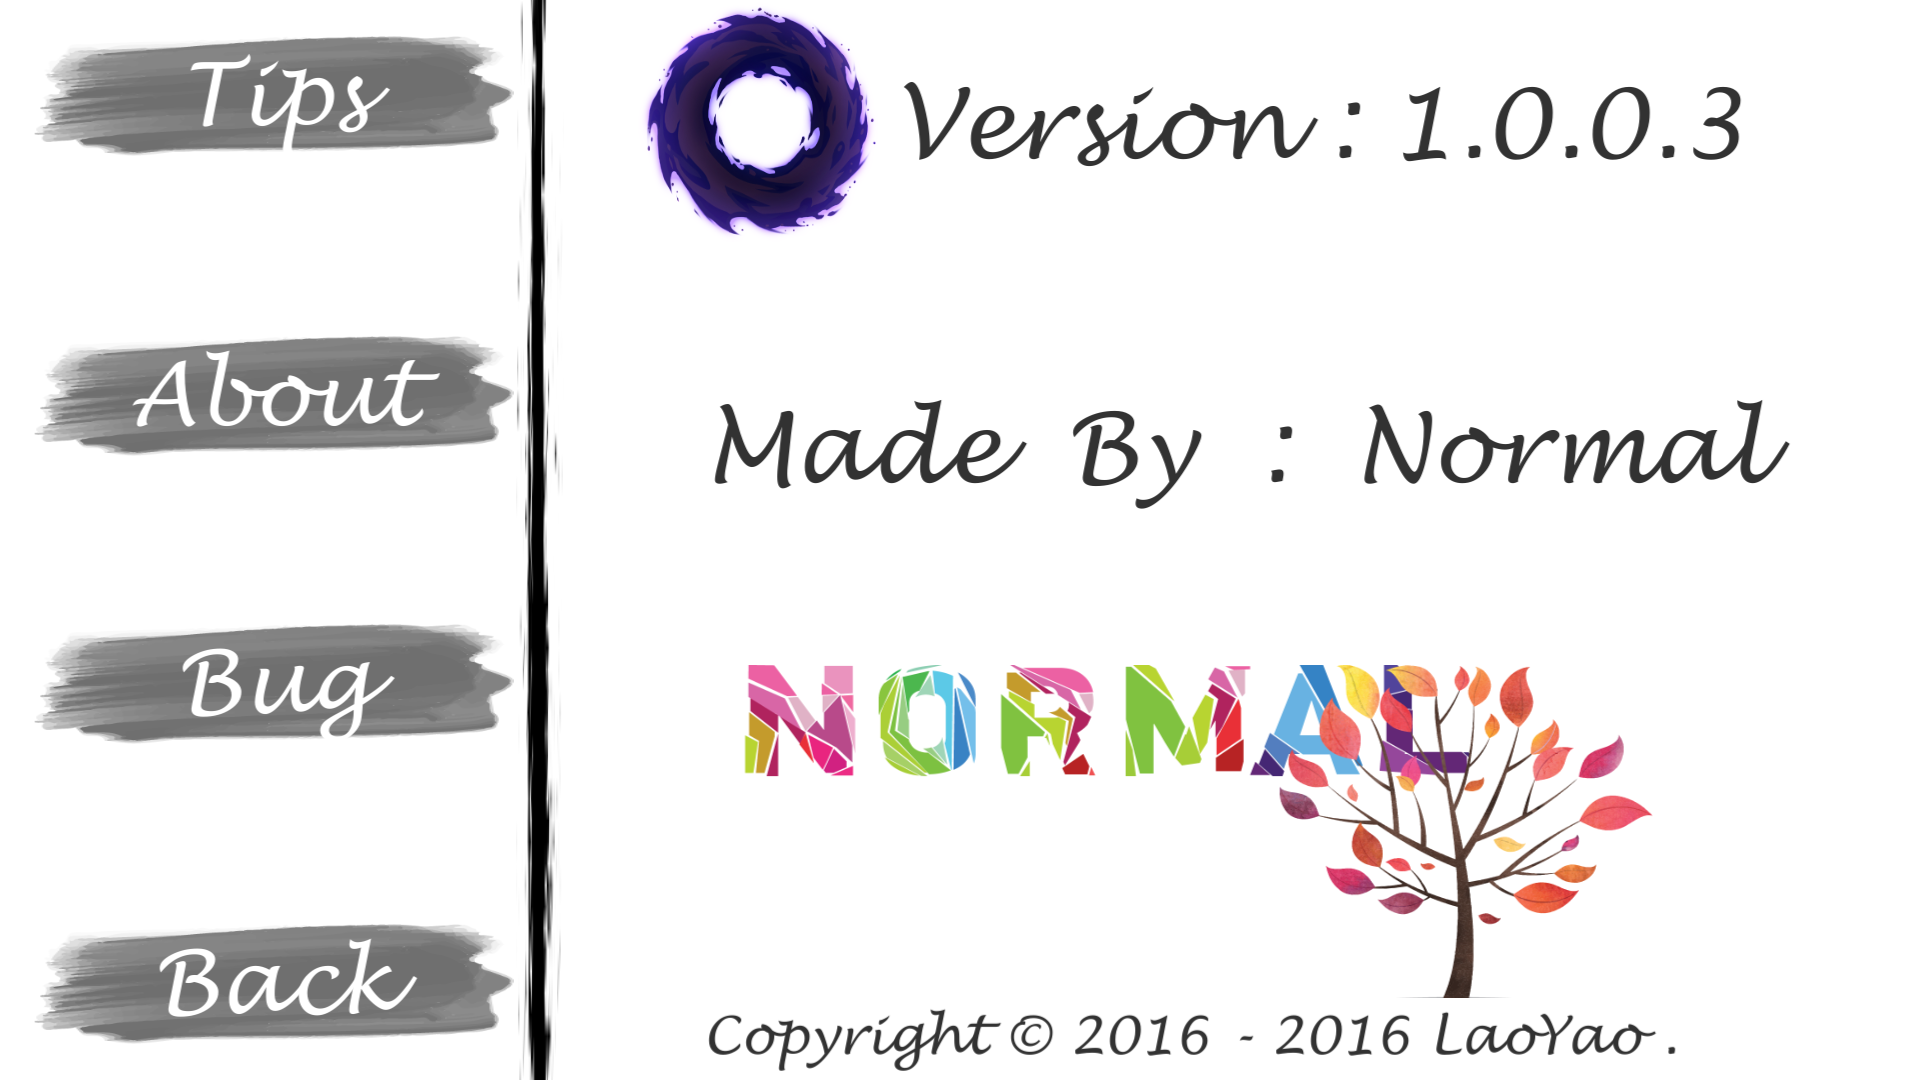 Tips
About
Bug
Back
Version : 1.0.0.3
Made By : Normal
NORMAL
Copyright © 2016 - 2016 LaoYao .